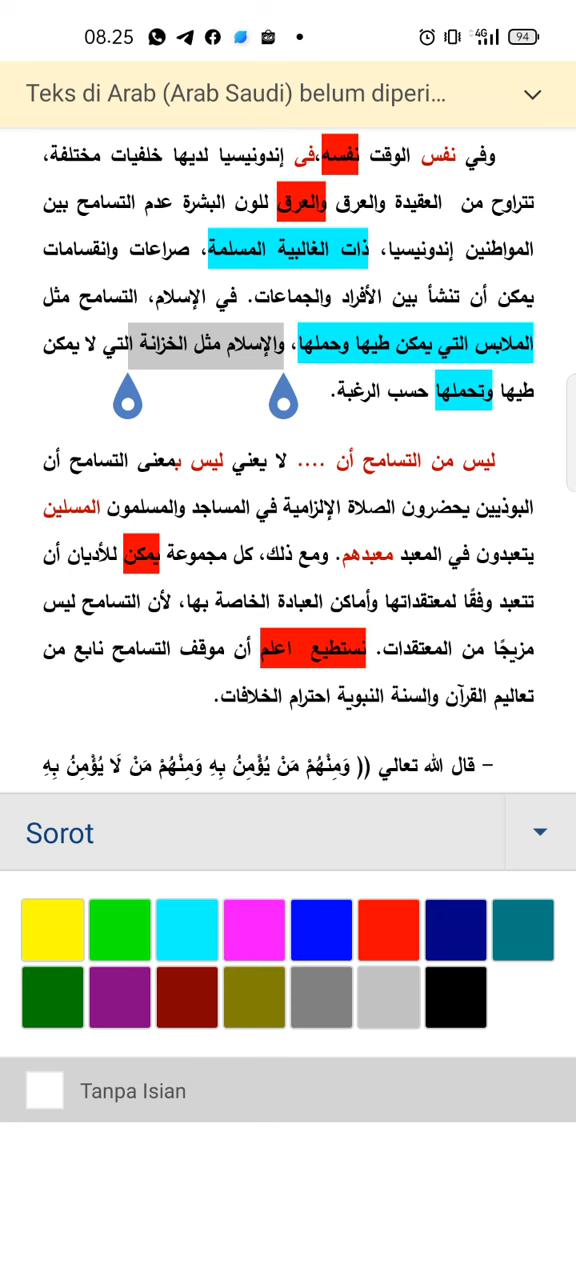 08.25
4G 94
Teks di Arab (Arab Saudi) belum diperi...
وفي نفس الوقت نفسه،فى إندونيسيا لديها خلفيات مختلفة،
تتراوح من العقيدة والعرق والعرق للون البشرة عدم التسامح بين
المواطنين إندونيسيا، ذات الغالبية المسلمة، صراعات وانقسامات
يمكن أن تنشأ بين الأفراد والجماعات. في الإسلام، التسامح مثل
الملابس التي يمكن طيها وحملها، والإسلام مثل الخزانة التي لا يمكن
طيها وتحملها حسب الرغبة.
ليس من التسامح أن .... لا يعني ليس بمعنى التسامح أن
البوذيين يحضرون الصلاة الإلزامية في المساجد والمسلمون المسلين
يتعبدون في المعبد معبدهم. ومع ذلك، كل مجموعة يمكن للأديان أن
تتعبد وفقًا لمعتقداتها وأماكن العبادة الخاصة بها، لأن التسامح ليس
مزيجًا من المعتقدات. نستطيع اعلم أن موقف التسامح نابع من
تعاليم القرآن والسنة النبوية احترام الخلافات.
– قال الله تعالي (( وَمِنْهُمْ مَنْ يُؤْمِنُ بِهِ وَمِنْهُمْ مَنْ لَا يُؤْمِنُ بِهِ
Sorot
Tanpa Isian